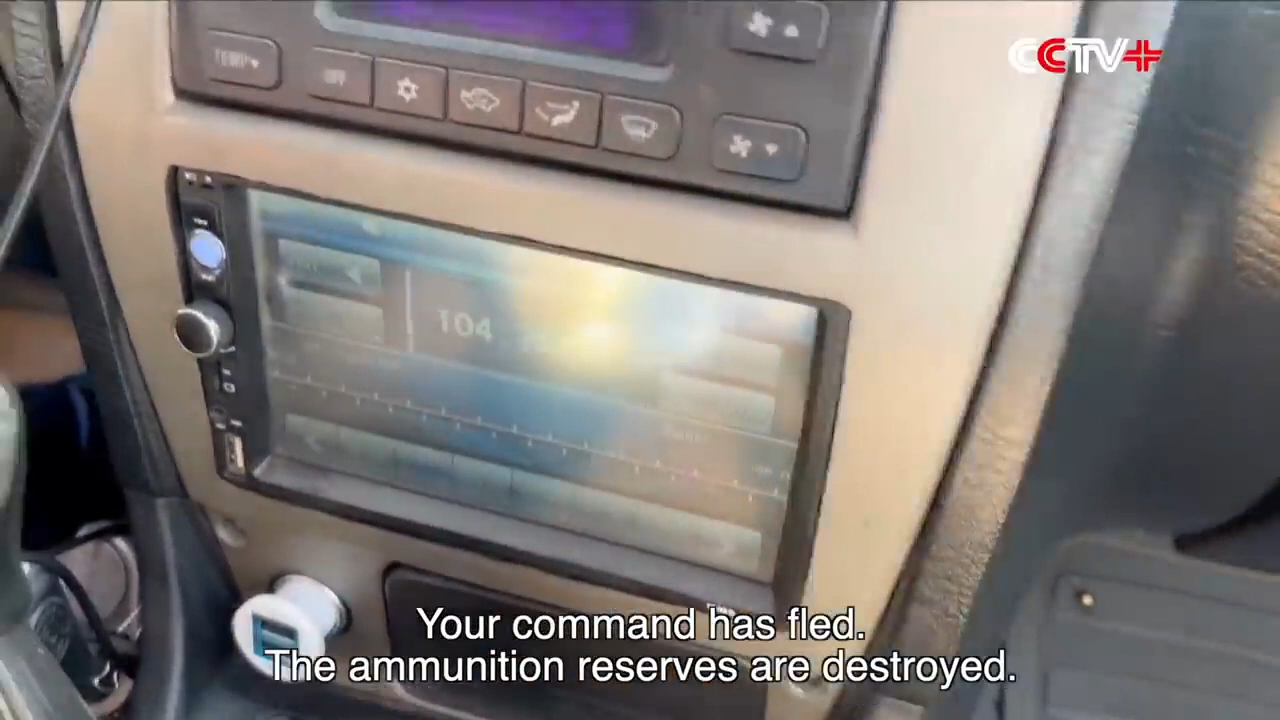 CCTV+
TEMP
OFF
104
Your command has fled.
The ammunition reserves are destroyed.